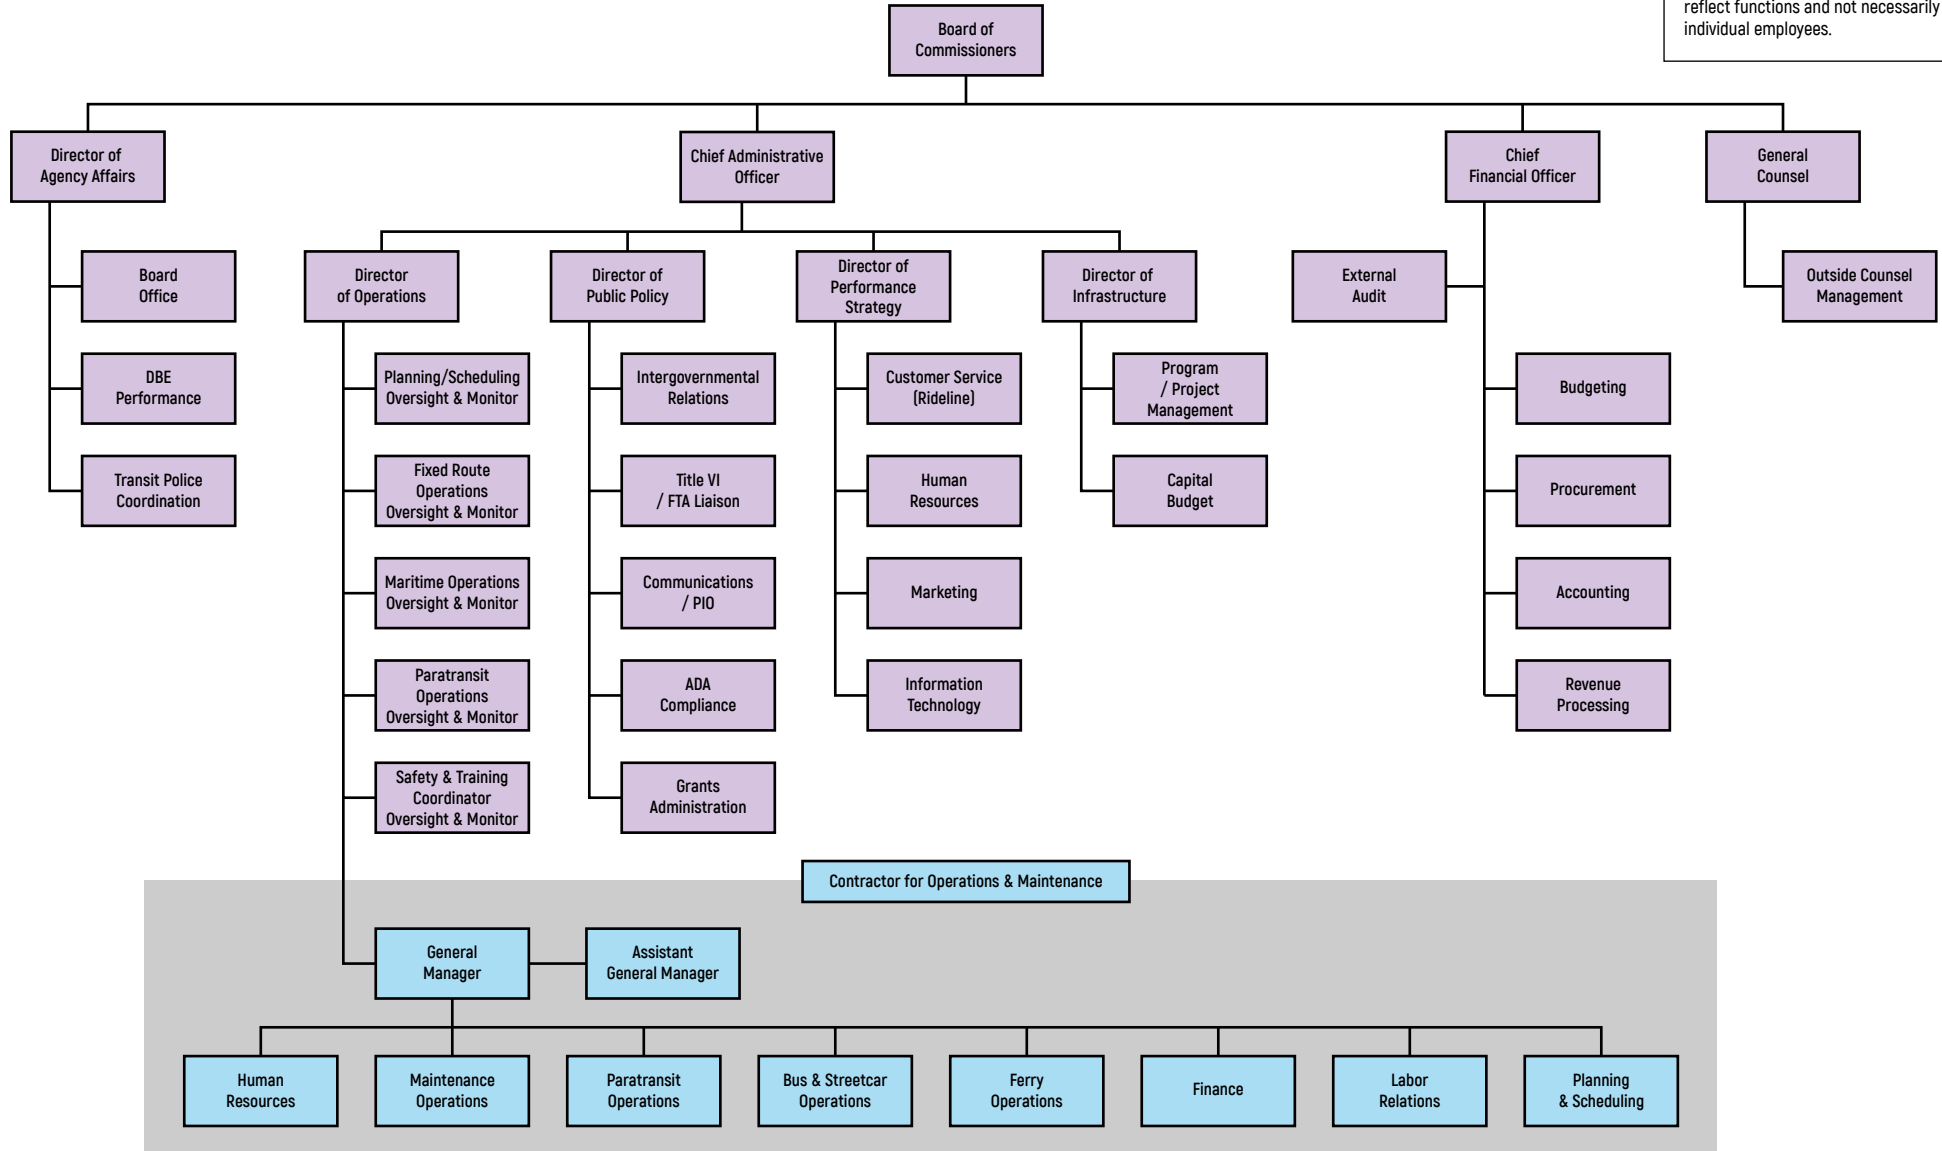 reflect functions and not necessarily
individual employees.
Board of
Commissioners
Director of
Agency Affairs
Chief Administrative
Officer
Chief
Financial Officer
General
Counsel
Board
Office
Director
of Operations
Director of
Public Policy
Director of
Performance
Strategy
Director of
Infrastructure
External
Audit
Outside Counsel
Management
DBE
Performance
Planning/Scheduling
Oversight & Monitor
Intergovernmental
Relations
Customer Service
(Rideline)
Program
/ Project
Management
Budgeting
Transit Police
Coordination
Fixed Route
Operations
Oversight & Monitor
Title VI
/ FTA Liaison
Human
Resources
Capital
Budget
Procurement
Maritime Operations
Oversight & Monitor
Communications
/ PIO
Marketing
Accounting
Paratransit
Operations
Oversight & Monitor
ADA
Compliance
Information
Technology
Revenue
Processing
Safety & Training
Coordinator
Oversight & Monitor
Grants
Administration
Contractor for Operations & Maintenance
General
Manager
Assistant
General Manager
Human
Resources
Maintenance
Operations
Paratransit
Operations
Bus & Streetcar
Operations
Ferry
Operations
Finance
Labor
Relations
Planning
& Scheduling